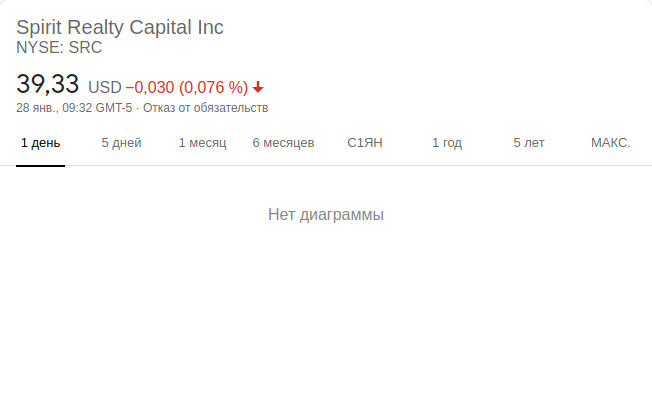 Spirit Realty Capital Inc
NYSE: SRC
39,33 USD −0,030 (0,076 %)
28 янв., 09:32 GMT-5 · Отказ от обязательств
1 день 5 дней 1 месяц 6 месяцев С1ЯН 1 год 5 лет МАКС.
Нет диаграммы